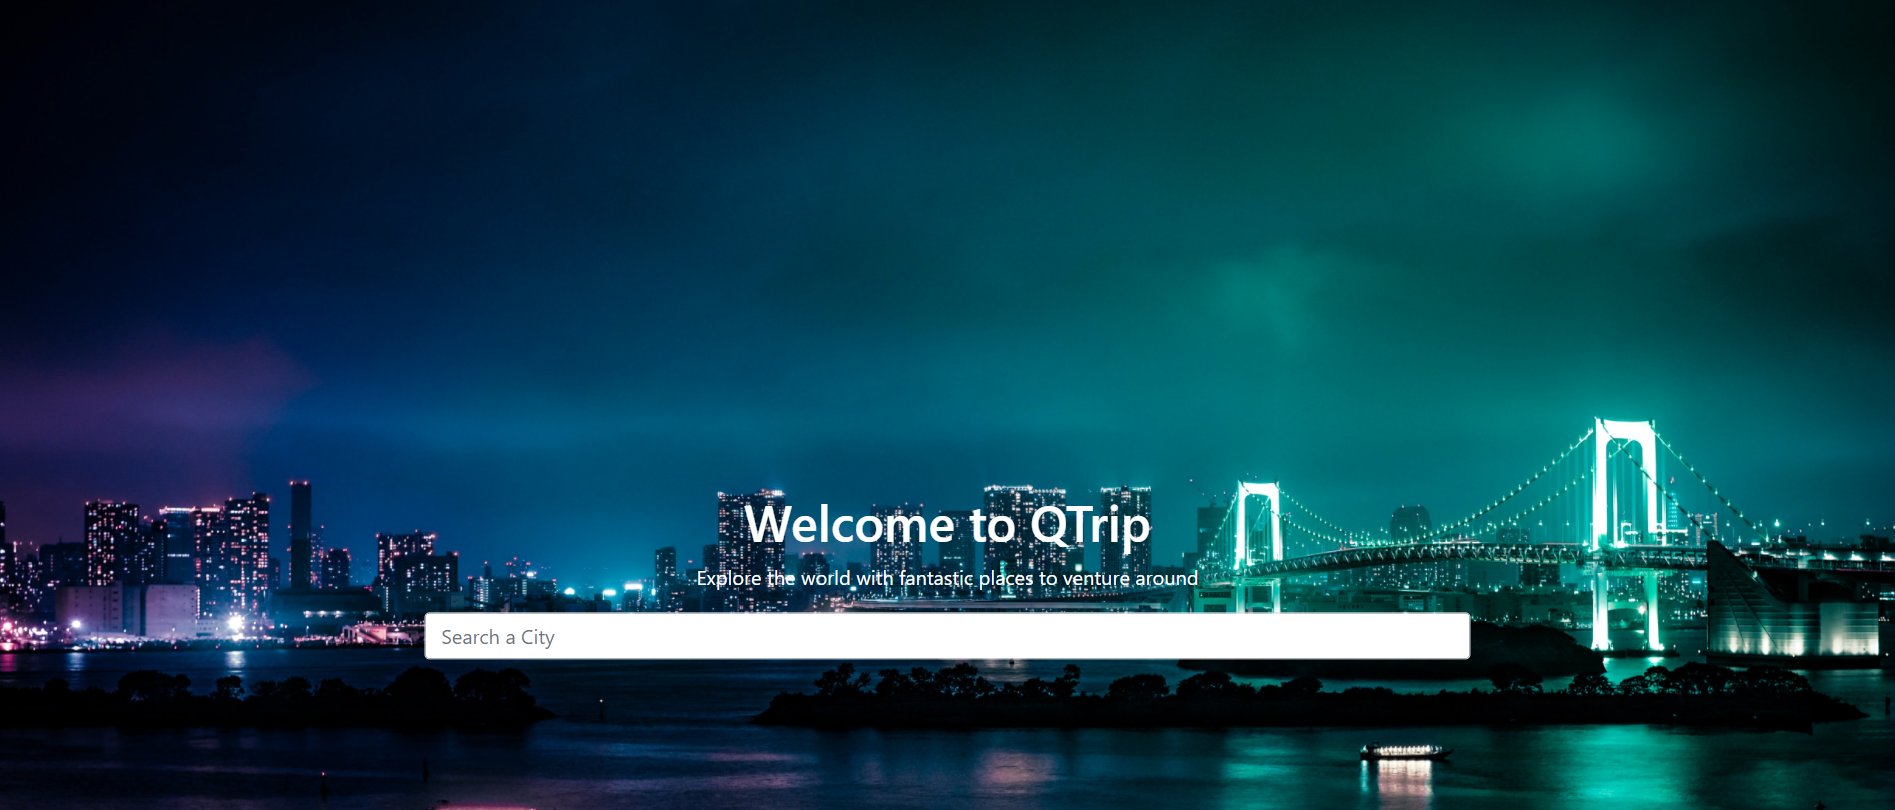 Welcome to QTrip
Explore the world with fantastic places to venture around
Search a City